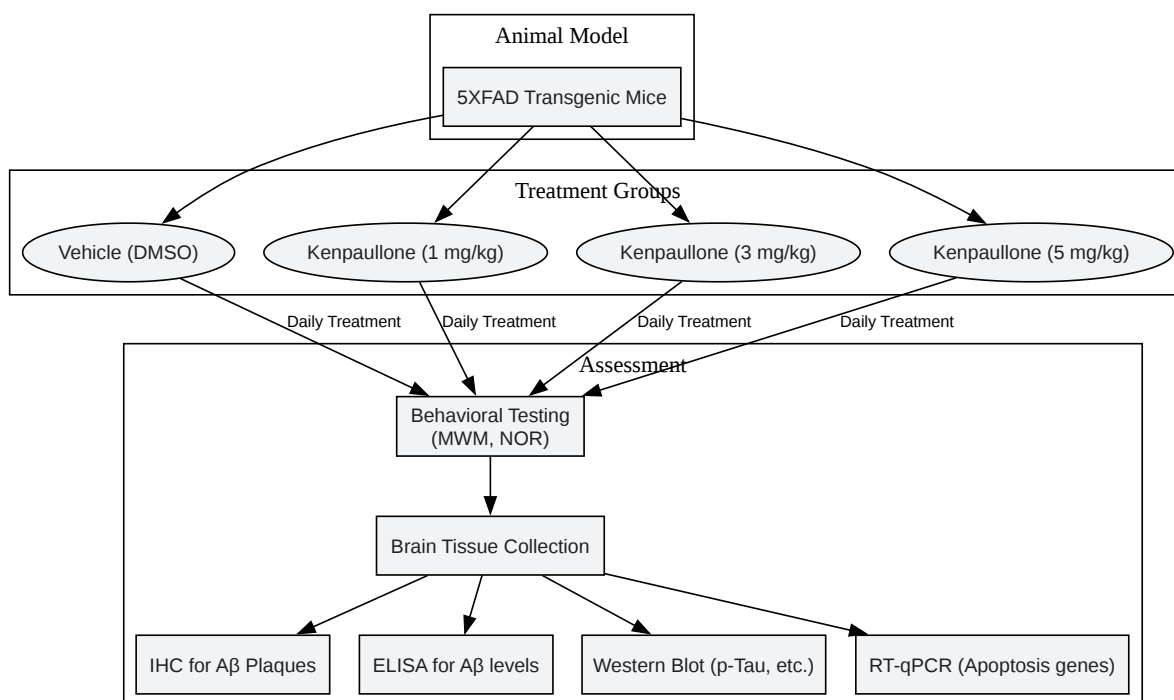 Animal Model
5XFAD Transgenic Mice
Treatment Groups
Vehicle (DMSO)
Kenpaullone (1 mg/kg)
Kenpaullone (3 mg/kg)
Kenpaullone (5 mg/kg)
Daily Treatment
Daily Treatment
Daily Treatment
Daily Treatment
Assessment
Behavioral Testing
(MWM, NOR)
Brain Tissue Collection
IHC for Aβ Plaques
ELISA for Aβ levels
Western Blot (p-Tau, etc.)
RT-qPCR (Apoptosis genes)